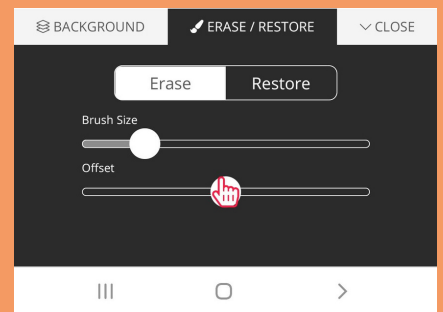 BACKGROUND ERASE / RESTORE CLOSE
Erase Restore
Brush Size
Offset